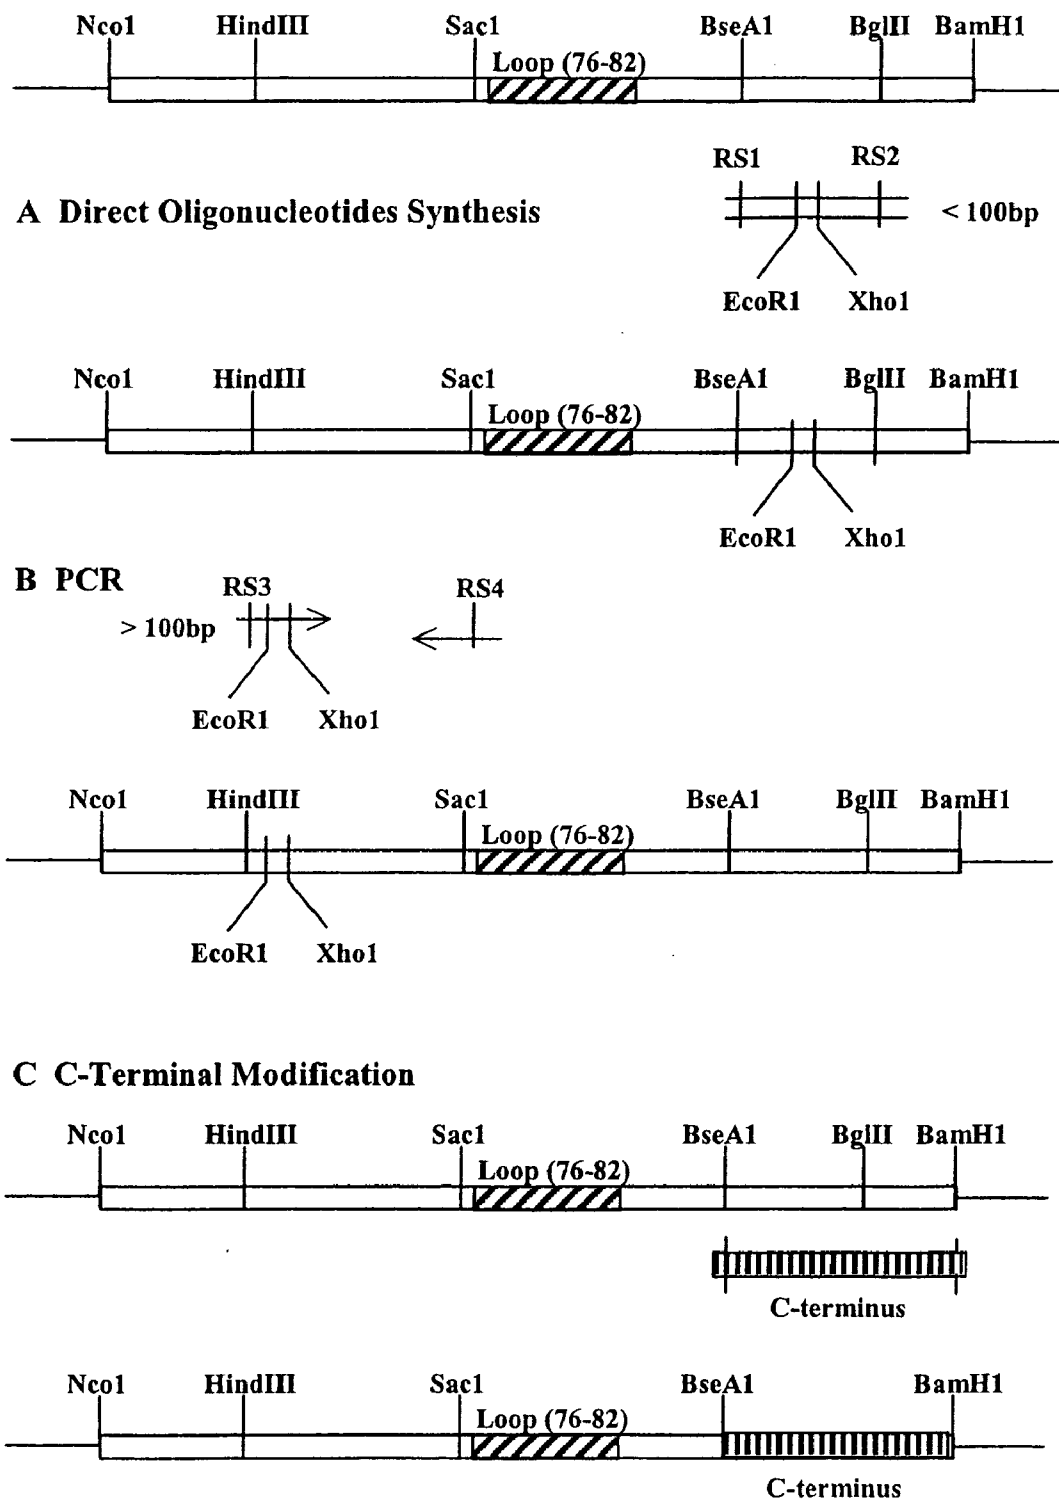 Nco1 HindIII Sac1 BseA1 BglII BamH1
Loop (76-82)
RS1 RS2
A Direct Oligonucleotides Synthesis < 100bp
EcoR1 Xho1
Nco1 HindIII Sac1 BseA1 BglII BamH1
Loop (76-82)
EcoR1 Xho1
B PCR
RS3 RS4
> 100bp
EcoR1 Xho1
Nco1 HindIII Sac1 BseA1 BglII BamH1
Loop (76-82)
EcoR1 Xho1
C C-Terminal Modification
Nco1 HindIII Sac1 BseA1 BglII BamH1
Loop (76-82)
C-terminus
Nco1 HindIII Sac1 BseA1 BamH1
Loop (76-82)
C-terminus